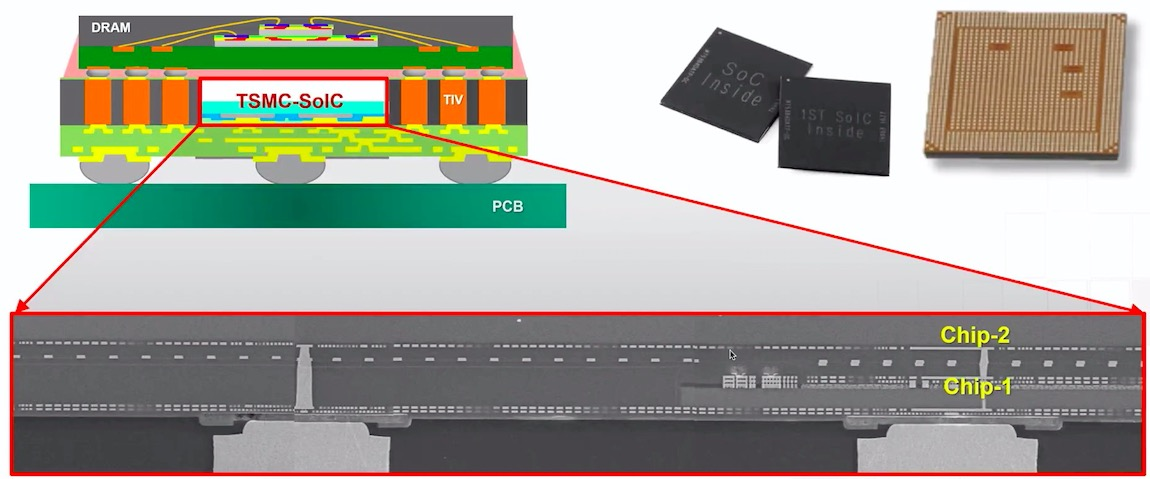 DRAM
TSMC-SoIC
TIV
PCB
SoC
Inside
1ST SoIC
Inside
Chip-2
Chip-1